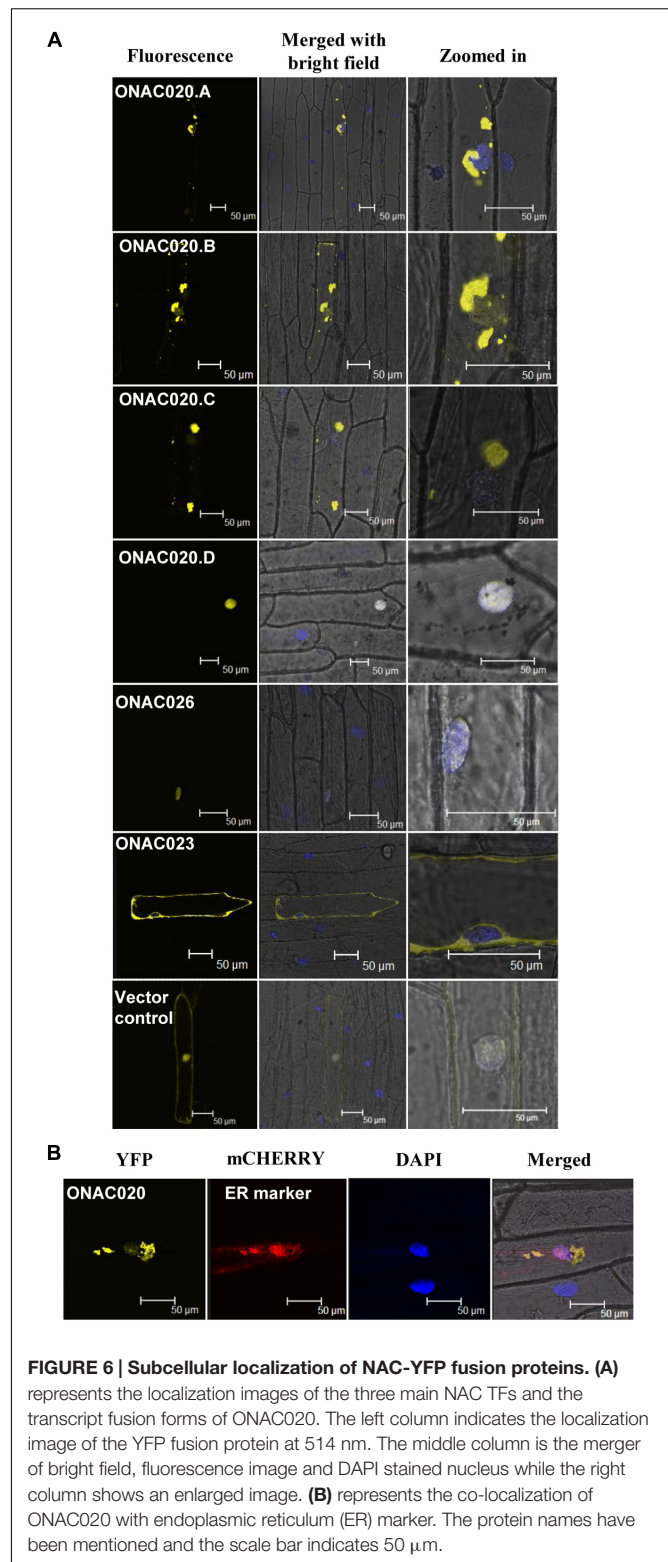 A
Fluorescence
Merged with
bright field
Zoomed in
ONAC020.A
50 µm
50 µm
50 µm
ONAC020.B
50 µm
50 µm
50 µm
ONAC020.C
50 µm
50 µm
50 µm
ONAC020.D
50 µm
50 µm
50 µm
ONAC026
50 µm
50 µm
50 µm
ONAC023
50 µm
50 µm
50 µm
Vector
control
50 µm
50 µm
50 µm
B
YFP
mCHERRY
DAPI
Merged
ONAC020
ER marker
50 µm
50 µm
50 µm
50 µm
FIGURE 6 | Subcellular localization of NAC-YFP fusion proteins. (A)
represents the localization images of the three main NAC TFs and the
transcript fusion forms of ONAC020. The left column indicates the localization
image of the YFP fusion protein at 514 nm. The middle column is the merger
of bright field, fluorescence image and DAPI stained nucleus while the right
column shows an enlarged image. (B) represents the co-localization of
ONAC020 with endoplasmic reticulum (ER) marker. The protein names have
been mentioned and the scale bar indicates 50 µm.